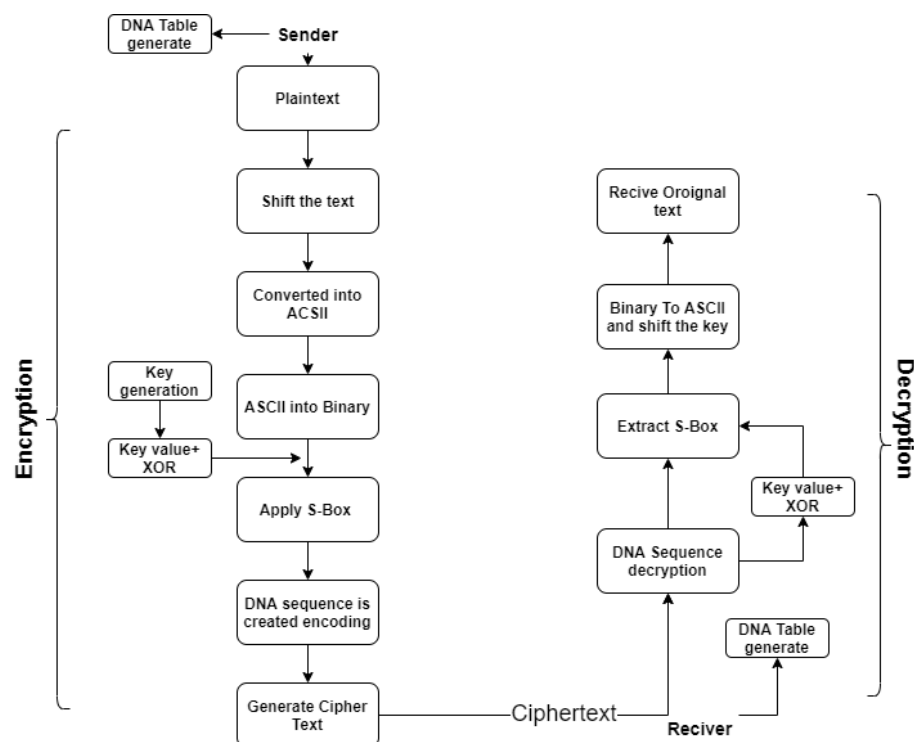 DNA Table
generate
Sender
Plaintext
Shift the text
Converted into
ACSII
ASCII into Binary
Key
generation
Key value+
XOR
Apply S-Box
DNA sequence is
created encoding
Generate Cipher
Text
Encryption
Ciphertext
Recive Oroignal
text
Binary To ASCII
and shift the key
Extract S-Box
Key value+
XOR
DNA Sequence
decryption
DNA Table
generate
Reciver
Decryption